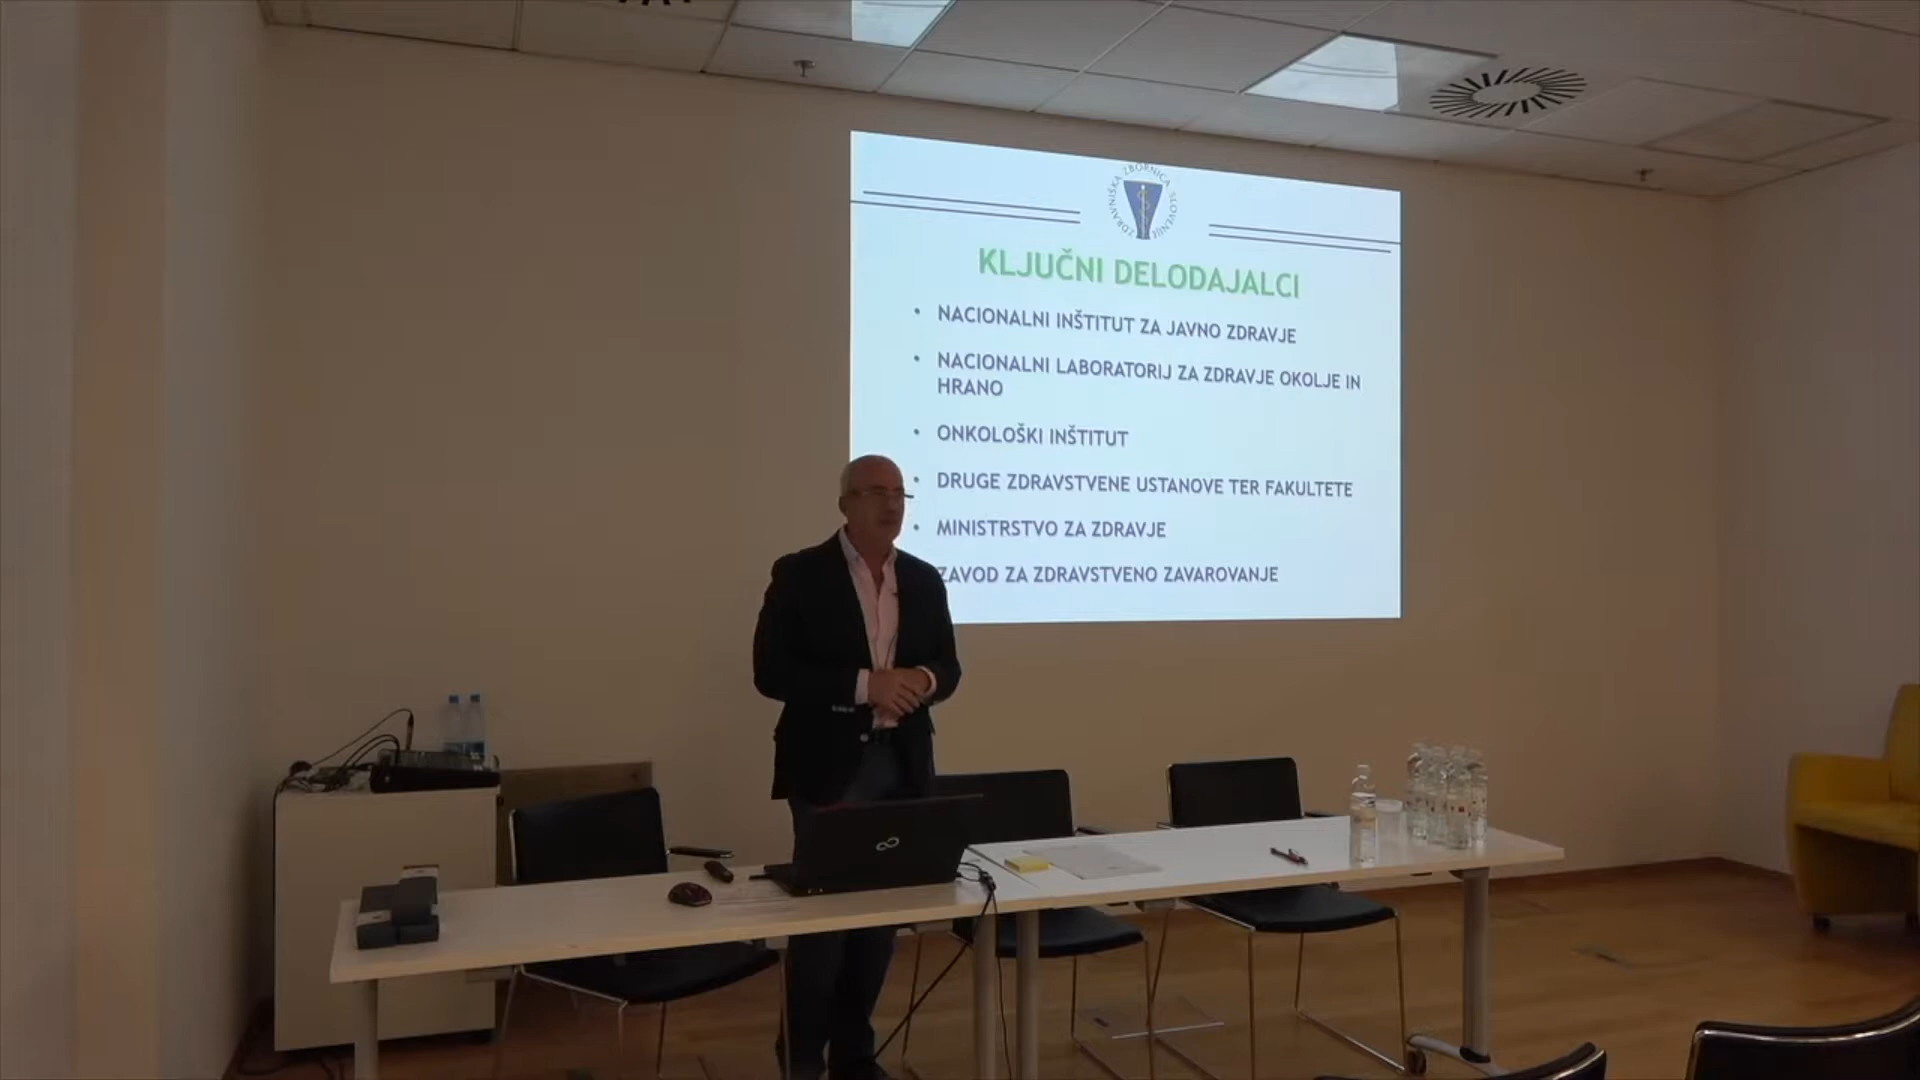 ZDRAVNIŠKA ZBORNICA SLOVENIJE
KLJUČNI DELODAJALCI
• NACIONALNI INŠTITUT ZA JAVNO ZDRAVJE
• NACIONALNI LABORATORIJ ZA ZDRAVJE OKOLJE IN
HRANO
• ONKOLOŠKI INŠTITUT
• DRUGE ZDRAVSTVENE USTANOVE TER FAKULTETE
• MINISTRSTVO ZA ZDRAVJE
ZAVOD ZA ZDRAVSTVENO ZAVAROVANJE